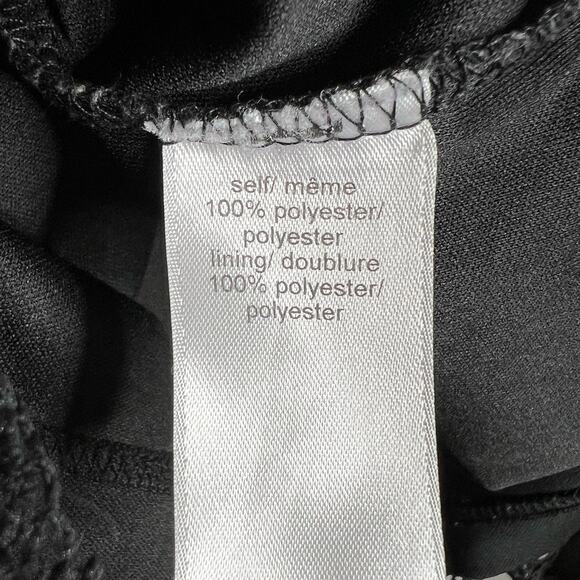 self/ même
100% polyester/
polyester
lining/ doublure
100% polyester/
polyester